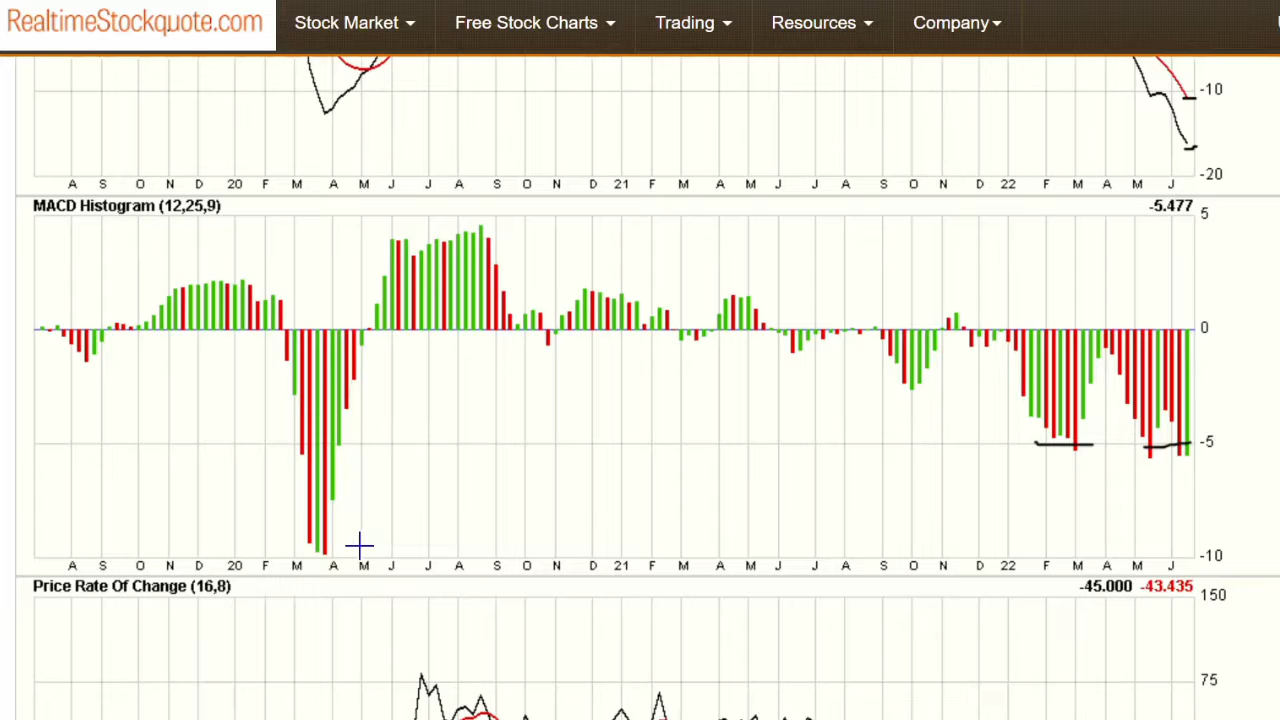 RealtimeStockquote.com Stock Market Free Stock Charts Trading Resources Company
-10
-20
A S O N D 20 F M A M J J A S O N D 21 F M A M J J A S O N D 22 F M A M J
MACD Histogram (12,25,9) -5.477
5
0
-5
-10
A S O N D 20 F M A M J J A S O N D 21 F M A M J J A S O N D 22 F M A M J
Price Rate Of Change (16,8) -45.000 -43.435
150
75